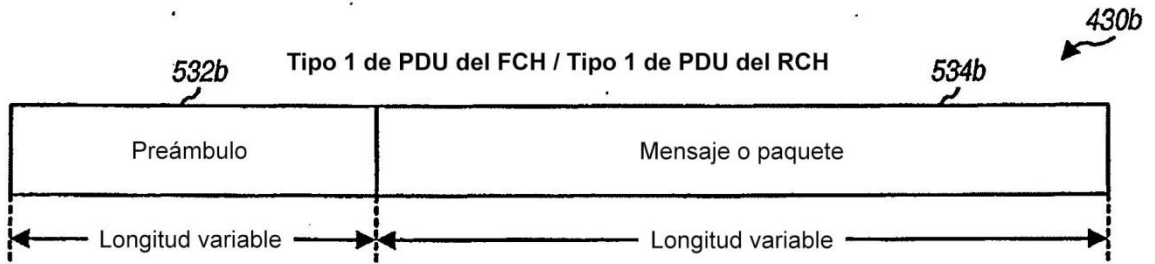 430b
Tipo 1 de PDU del FCH / Tipo 1 de PDU del RCH
532b
534b
Preámbulo
Mensaje o paquete
Longitud variable
Longitud variable